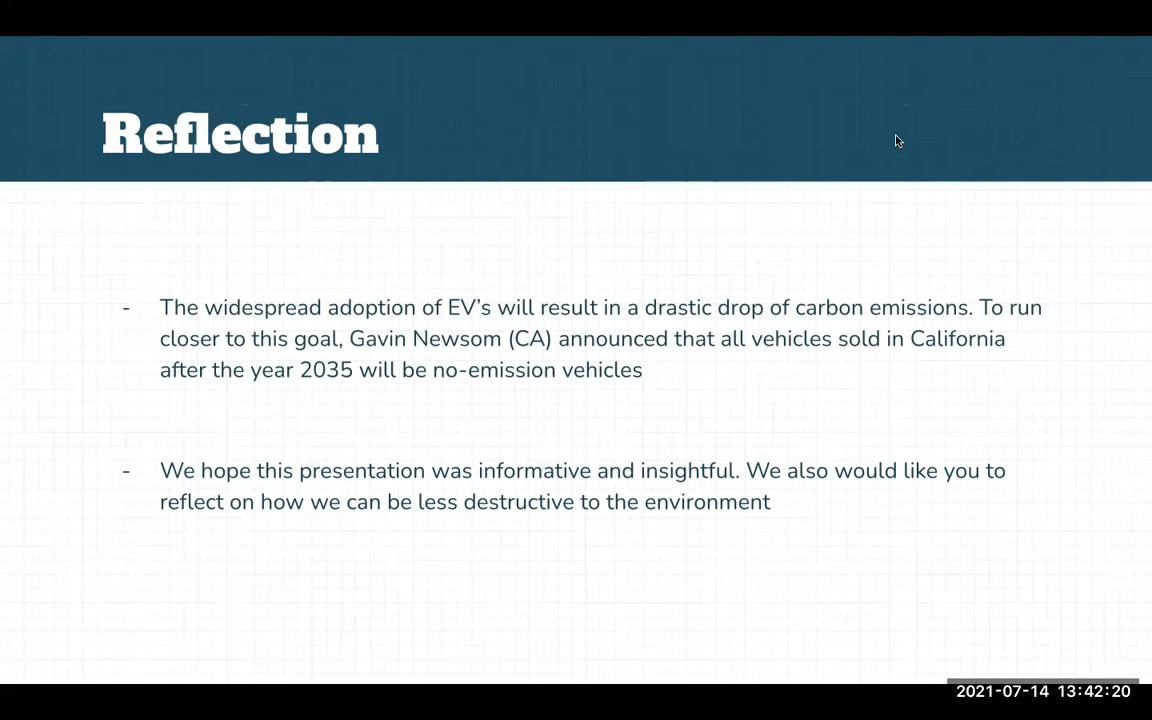 Reflection
- The widespread adoption of EV’s will result in a drastic drop of carbon emissions. To run
closer to this goal, Gavin Newsom (CA) announced that all vehicles sold in California
after the year 2035 will be no-emission vehicles
- We hope this presentation was informative and insightful. We also would like you to
reflect on how we can be less destructive to the environment
2021-07-14 13:42:20